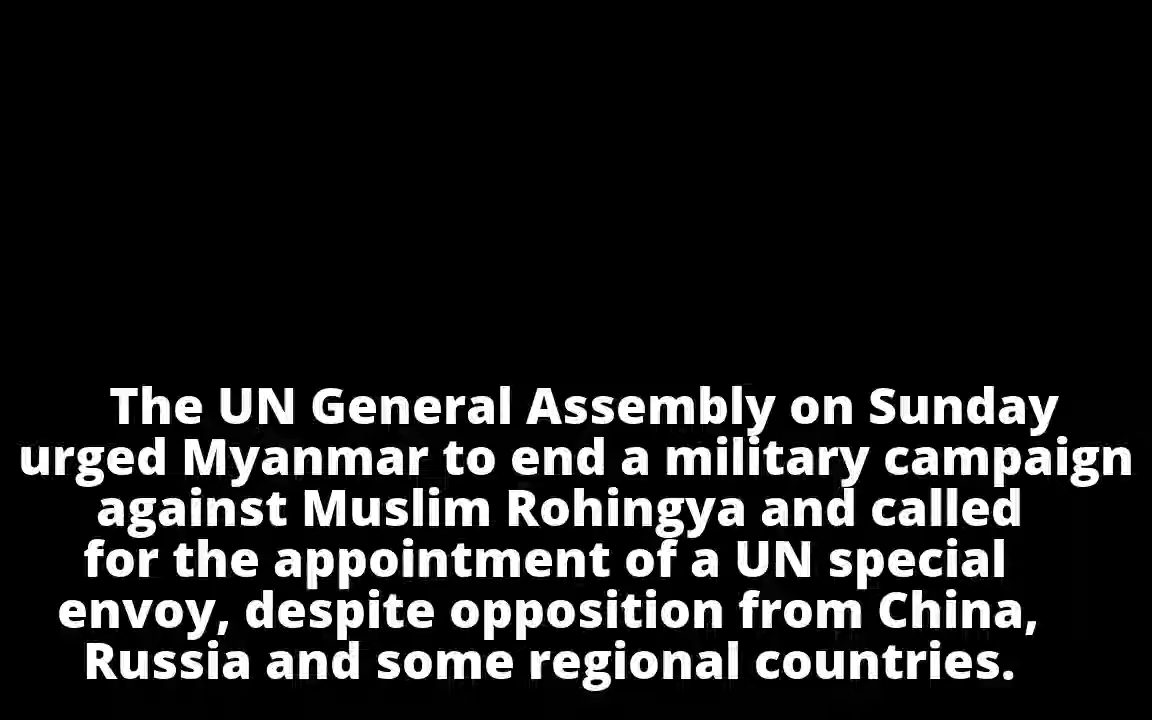 The UN General Assembly on Sunday
urged Myanmar to end a military campaign
against Muslim Rohingya and called
for the appointment of a UN special
envoy, despite opposition from China,
Russia and some regional countries.